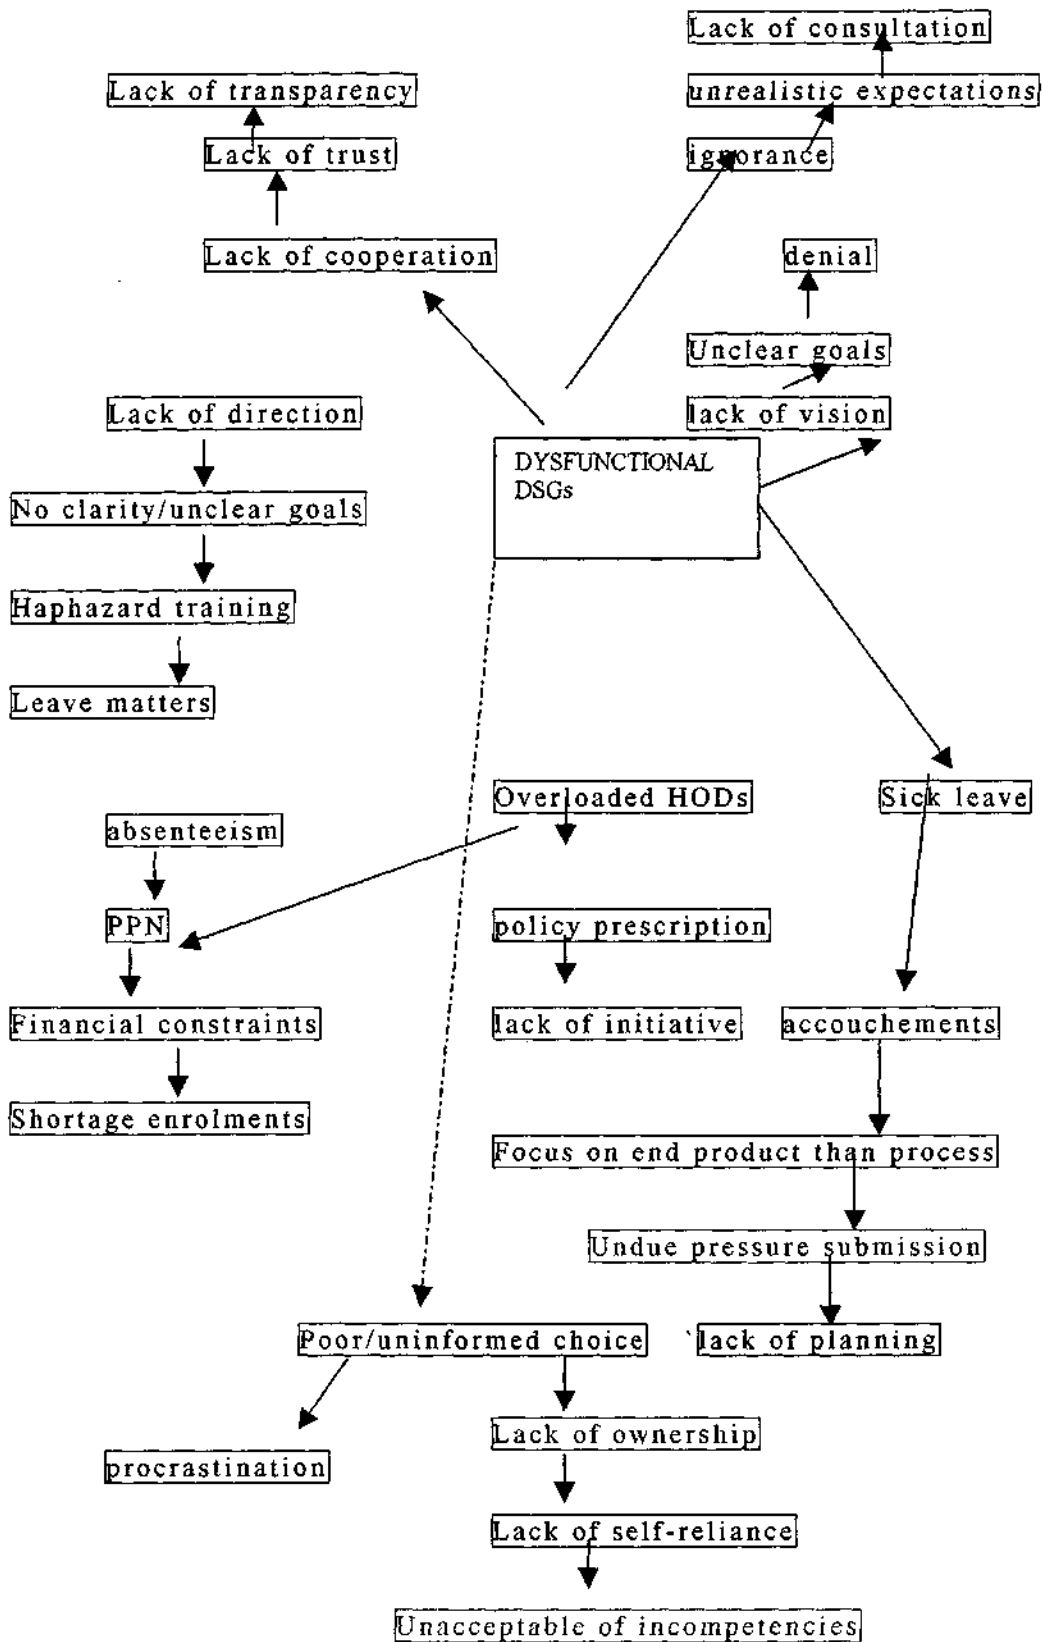 Lack of consultation
Lack of transparency
unrealistic expectations
Lack of trust
ignorance
Lack of cooperation
denial
Unclear goals
Lack of direction
lack of vision
DYSFUNCTIONAL
DSGs
No clarity/unclear goals
Haphazard training
Leave matters
Overloaded HODs
Sick leave
absenteeism
PPN
policy prescription
Financial constraints
lack of initiative
accouchements
Shortage enrolments
Focus on end product than process
Undue pressure submission
Poor/uninformed choice
lack of planning
Lack of ownership
procrastination
Lack of self-reliance
Unacceptable of incompetencies